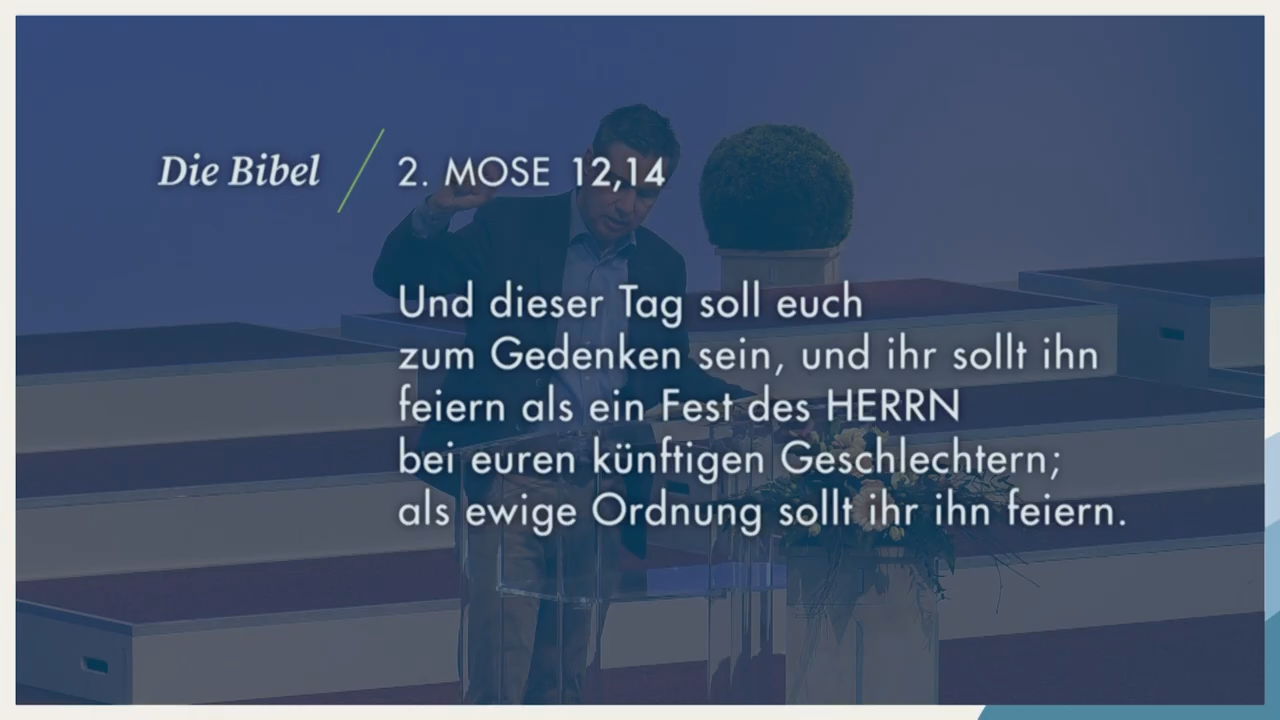 Die Bibel / 2. MOSE 12,14
Und dieser Tag soll euch
zum Gedenken sein, und ihr sollt ihn
feiern als ein Fest des HERRN
bei euren künftigen Geschlechtern;
als ewige Ordnung sollt ihr ihn feiern.